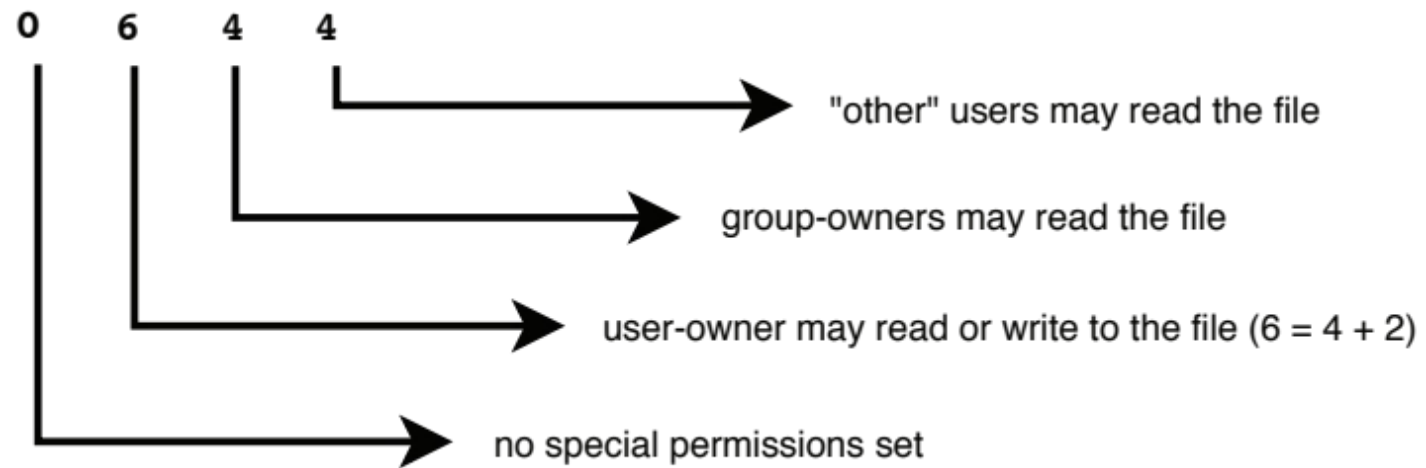 0 6 4 4
"other" users may read the file
group-owners may read the file
user-owner may read or write to the file (6 = 4 + 2)
no special permissions set